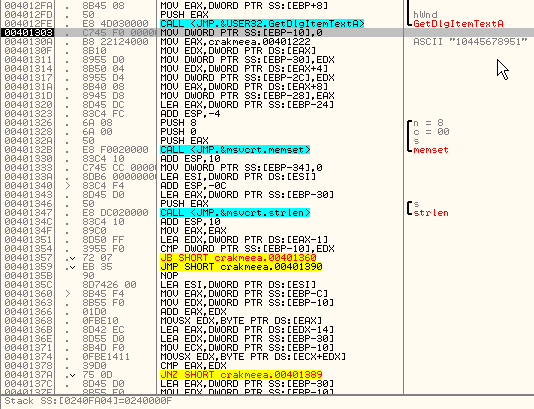 004012FA . 8B45 08 MOV EAX,DWORD PTR SS:[EBP+8]
004012FD . 50 PUSH EAX hWnd
004012FE . E8 4D030000 CALL <JMP.&USER32.GetDlgItemTextA> GetDlgItemTextA
00401303 . C745 F0 00000 MOV DWORD PTR SS:[EBP-10],0
0040130A . B8 22124000 MOV EAX,crakmeea.00401222 ASCII "10445678951"
0040130F . 8B10 MOV EDX,DWORD PTR DS:[EAX]
00401311 . 8955 D0 MOV DWORD PTR SS:[EBP-30],EDX
00401314 . 8B50 04 MOV EDX,DWORD PTR DS:[EAX+4]
00401317 . 8955 D4 MOV DWORD PTR SS:[EBP-2C],EDX
0040131A . 8B40 08 MOV EAX,DWORD PTR DS:[EAX+8]
0040131D . 8945 D8 MOV DWORD PTR SS:[EBP-28],EAX
00401320 . 8D45 DC LEA EAX,DWORD PTR SS:[EBP-24]
00401323 . 83C4 FC ADD ESP,-4
00401326 . 6A 08 PUSH 8 n = 8
00401328 . 6A 00 PUSH 0 c = 00
0040132A . 50 PUSH EAX s
0040132B . E8 F0020000 CALL <JMP.&msvcrt.memset> memset
00401330 . 83C4 10 ADD ESP,10
00401333 . C745 CC 00000 MOV DWORD PTR SS:[EBP-34],0
0040133A . 8DB6 00000000 LEA ESI,DWORD PTR DS:[ESI]
00401340 > 83C4 F4 ADD ESP,-0C
00401343 . 8D45 D0 LEA EAX,DWORD PTR SS:[EBP-30]
00401346 . 50 PUSH EAX s
00401347 . E8 DC020000 CALL <JMP.&msvcrt.strlen> strlen
0040134C . 83C4 10 ADD ESP,10
0040134F . 89C0 MOV EAX,EAX
00401351 . 8D50 FF LEA EDX,DWORD PTR DS:[EAX-1]
00401354 . 3955 F0 CMP DWORD PTR SS:[EBP-10],EDX
00401357 . 72 07 JB SHORT crakmeea.00401360
00401359 . EB 35 JMP SHORT crakmeea.00401390
0040135B 90 NOP
0040135C 8D7426 00 LEA ESI,DWORD PTR DS:[ESI]
00401360 > 8B45 F4 MOV EAX,DWORD PTR SS:[EBP-C]
00401363 . 8B55 F0 MOV EDX,DWORD PTR SS:[EBP-10]
00401366 . 01D0 ADD EAX,EDX
00401368 . 0FBE10 MOVSX EDX,BYTE PTR DS:[EAX]
0040136B . 8D42 EC LEA EAX,DWORD PTR DS:[EDX-14]
0040136E . 8D55 D0 LEA EDX,DWORD PTR SS:[EBP-30]
00401371 . 8B4D F0 MOV ECX,DWORD PTR SS:[EBP-10]
00401374 . 0FBE1411 MOVSX EDX,BYTE PTR DS:[ECX+EDX]
00401378 . 39D0 CMP EAX,EDX
0040137A . 75 0D JNZ SHORT crakmeea.00401389
0040137C . 8D45 D0 LEA EAX,DWORD PTR SS:[EBP-30]
0040137F . 8B55 F0 MOV EDX,DWORD PTR SS:[EBP-10]
Stack SS:[0240FA04]=0240000F